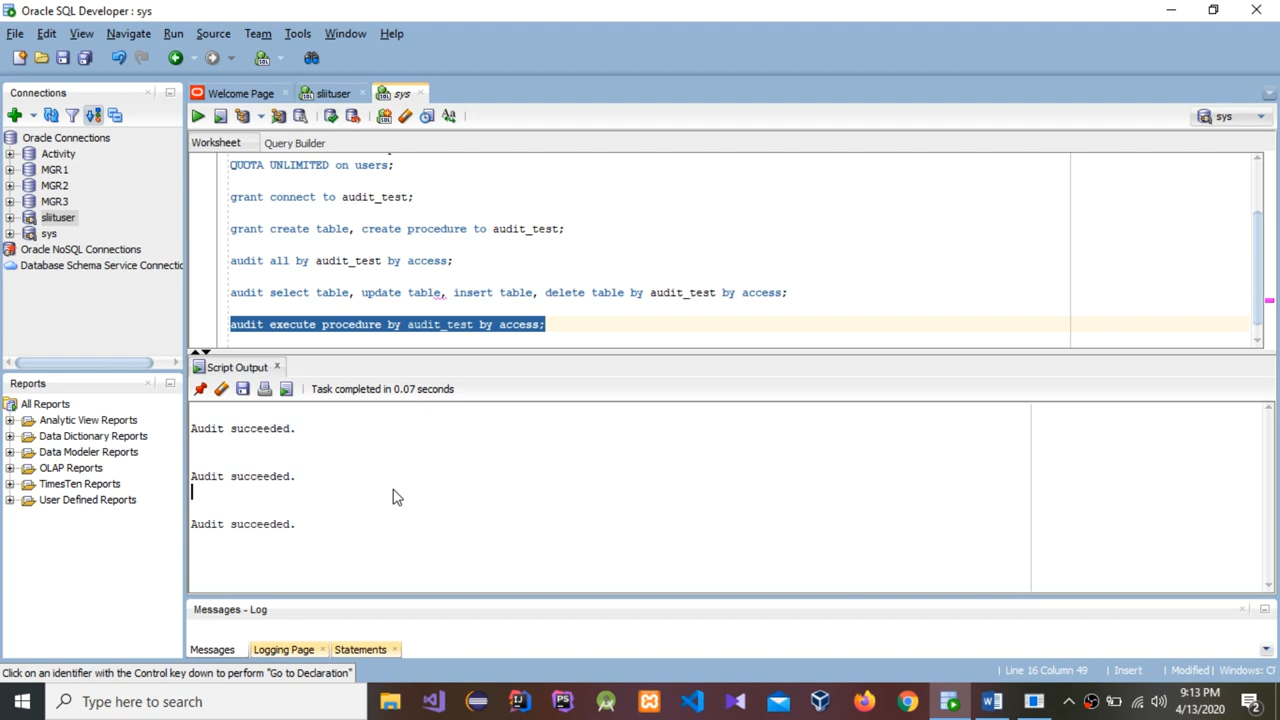 Oracle SQL Developer : sys
File Edit View Navigate Run Source Team Tools Window Help
Connections
Welcome Page
sliituser
sys
sys
Worksheet
Query Builder
Oracle Connections
Activity
MGR1
MGR2
MGR3
sliituser
sys
Oracle NoSQL Connections
Database Schema Service Connectic
QUOTA UNLIMITED on users;
grant connect to audit_test;
grant create table, create procedure to audit_test;
audit all by audit_test by access;
audit select table, update table, insert table, delete table by audit_test by access;
audit execute procedure by audit_test by access;
Reports
All Reports
Analytic View Reports
Data Dictionary Reports
Data Modeler Reports
OLAP Reports
TimesTen Reports
User Defined Reports
Script Output
Task completed in 0.07 seconds
Audit succeeded.
Audit succeeded.
Audit succeeded.
Messages - Log
Messages
Logging Page
Statements
Click on an identifier with the Control key down to perform "Go to Declaration"
Line 16 Column 49
Insert
Modified
Windows: CF
Type here to search
9:13 PM
4/13/2020
2